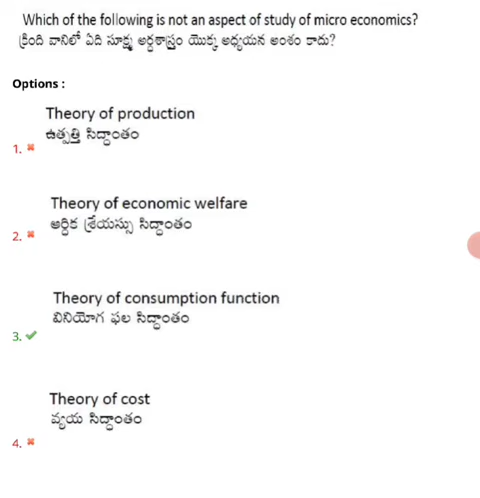 Which of the following is not an aspect of study of micro economics?
క్రింది వానిలో ఏది సూక్ష్మ అర్ధశాస్త్రం యొక్క అధ్యయన అంశం కాదు?
Options :
Theory of production
ఉత్పత్తి సిద్ధాంతం
1.
Theory of economic welfare
ఆర్ధిక శ్రేయస్సు సిద్ధాంతం
2.
Theory of consumption function
వినియోగ ఫల సిద్ధాంతం
3.
Theory of cost
వ్యయ సిద్ధాంతం
4.